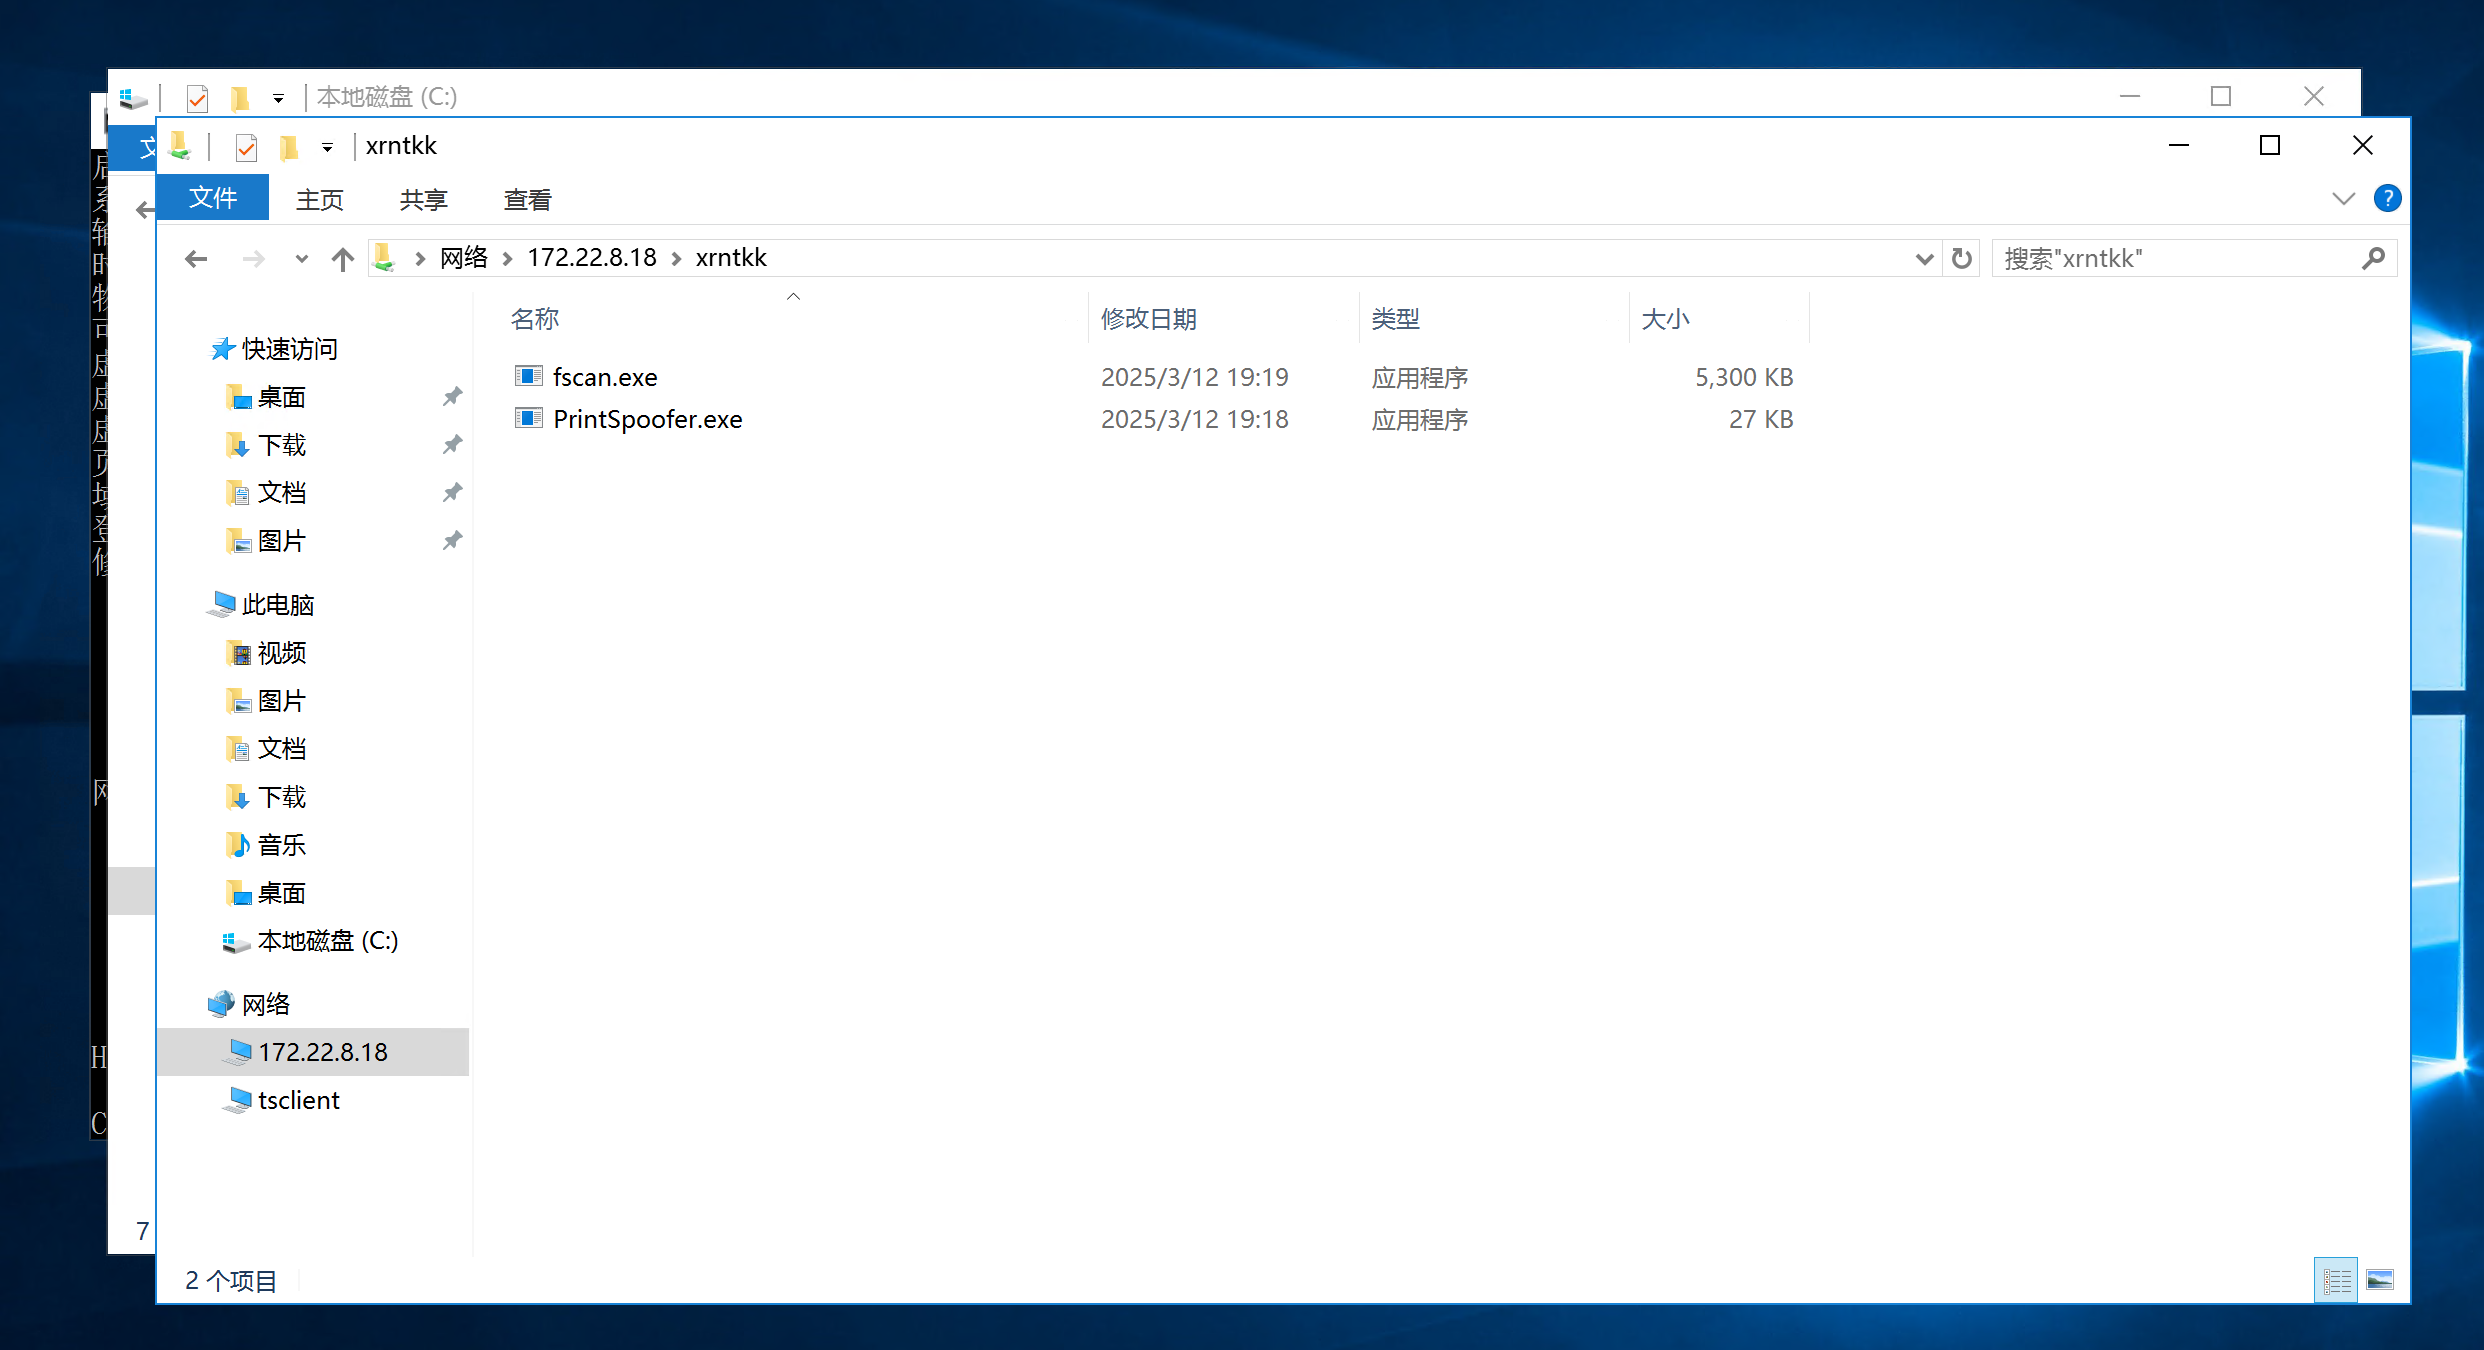 本地磁盘 (C:)
xrntkk
文件 主页 共享 查看
网络 172.22.8.18 xrntkk
搜索"xrntkk"
名称 修改日期 类型 大小
fscan.exe 2025/3/12 19:19 应用程序 5,300 KB
PrintSpoofer.exe 2025/3/12 19:18 应用程序 27 KB
快速访问
桌面
下载
文档
图片
此电脑
视频
图片
文档
下载
音乐
桌面
本地磁盘 (C:)
网络
172.22.8.18
tsclient
H
C
7
2 个项目